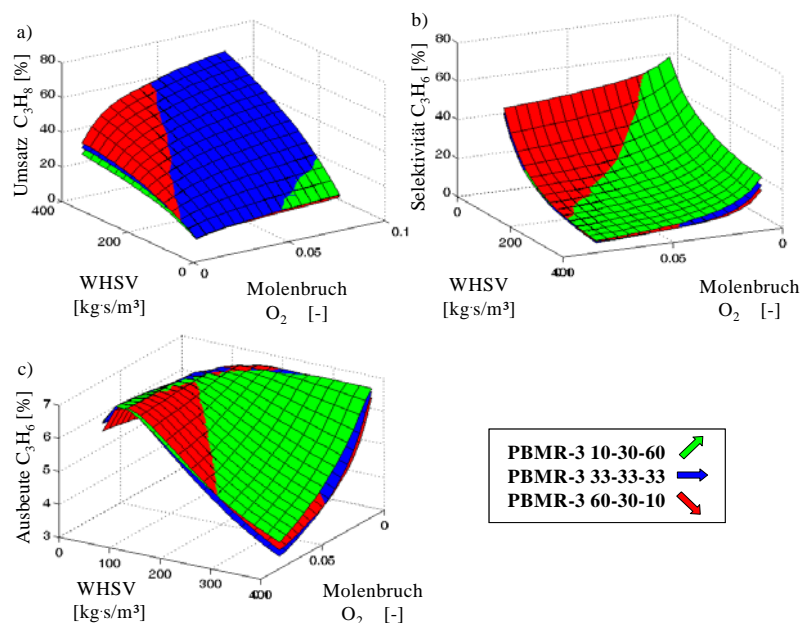 a)
Umsatz C₃H₈ [%]
80
60
40
20
0
400
200
0
0
0.05
0.1
WHSV
[kg·s/m³]
Molenbruch
O₂ [-]
b)
Selektivität C₃H₆ [%]
80
60
40
20
0
0
200
400
0.1
0.05
0
WHSV
[kg·s/m³]
Molenbruch
O₂ [-]
c)
Ausbeute C₃H₆ [%]
7
6
5
4
3
0
100
200
300
400
0.1
0.05
0
WHSV
[kg·s/m³]
Molenbruch
O₂ [-]
PBMR-3 10-30-60
PBMR-3 33-33-33
PBMR-3 60-30-10